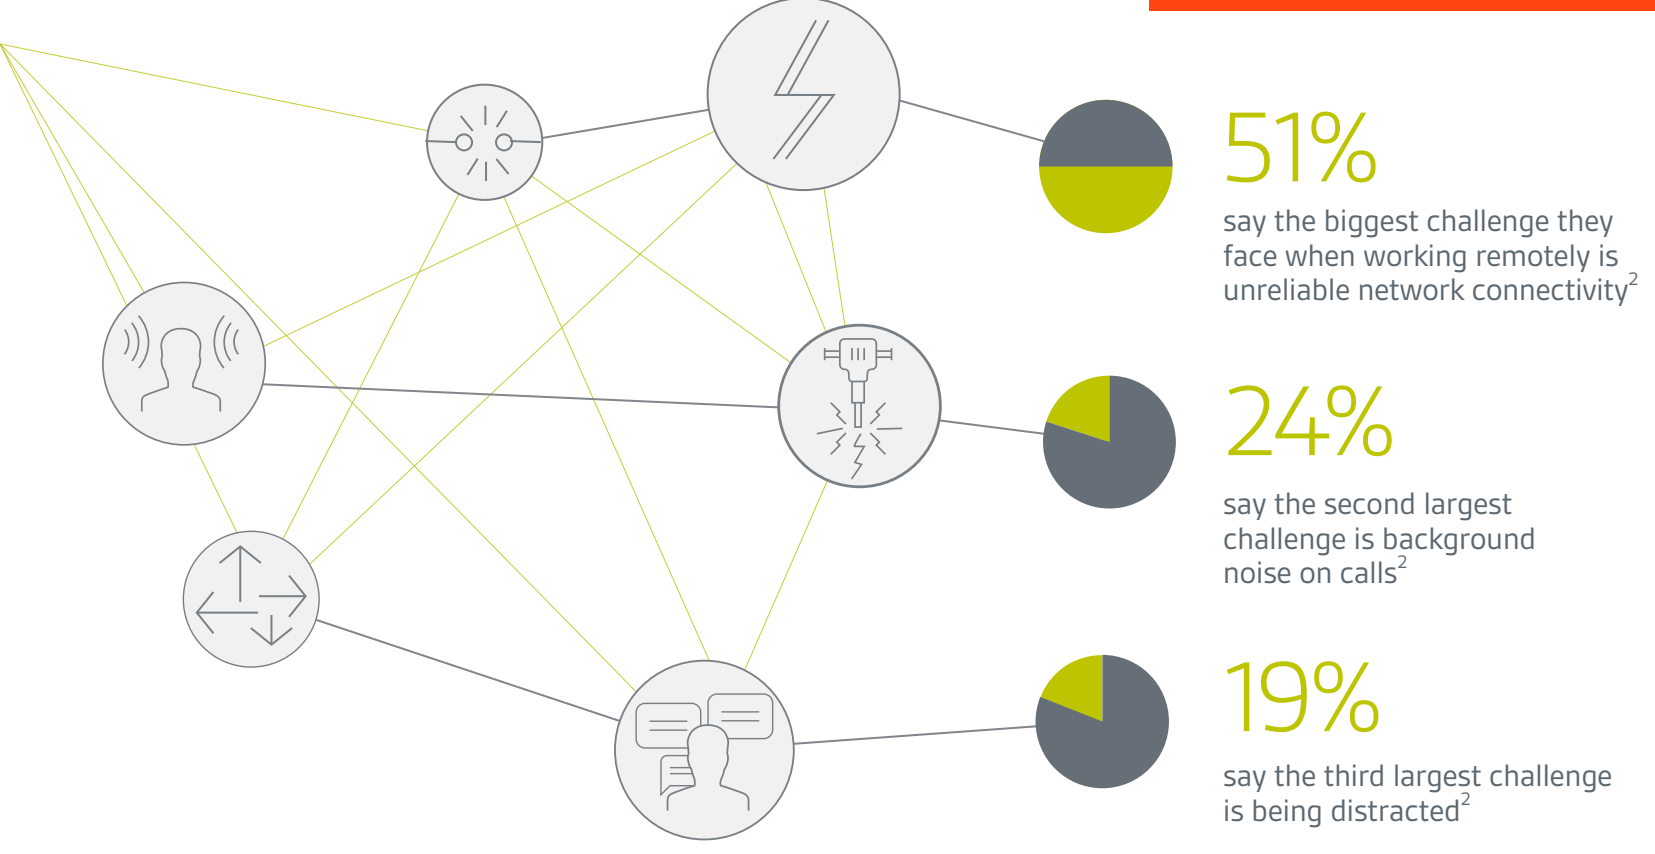 51%
say the biggest challenge they
face when working remotely is
unreliable network connectivity²
24%
say the second largest
challenge is background
noise on calls²
19%
say the third largest challenge
is being distracted²